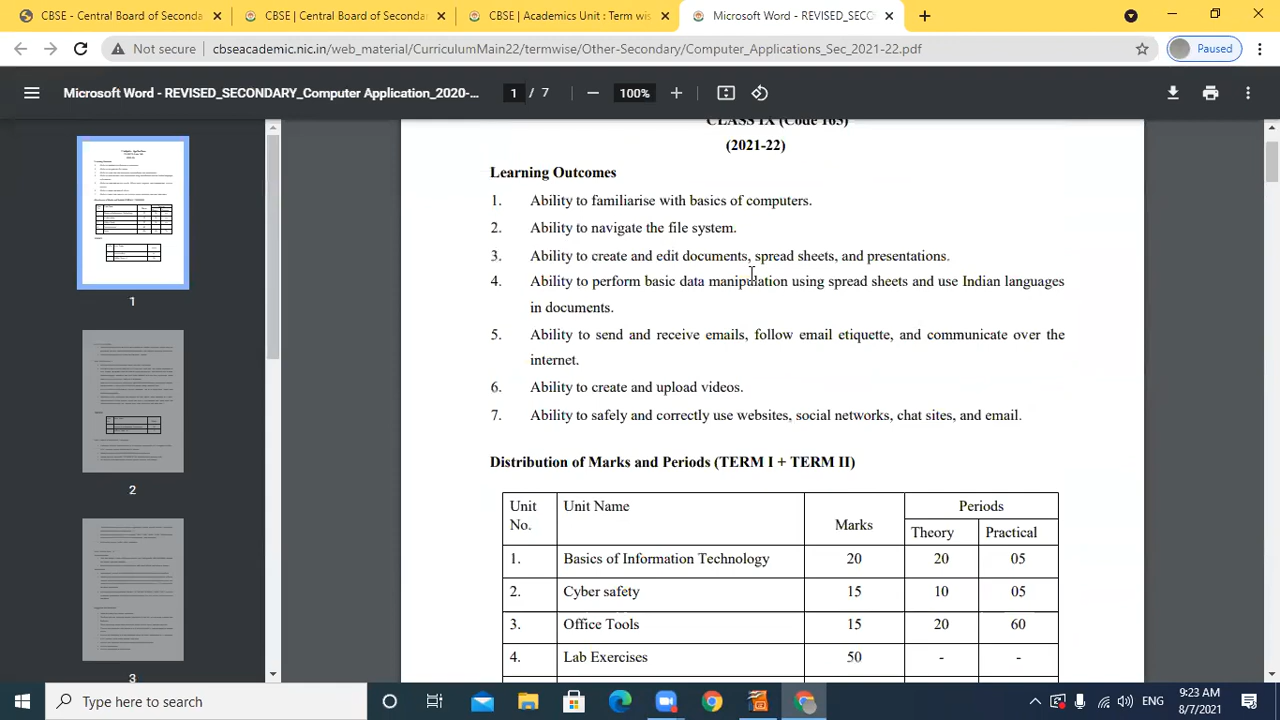 CBSE - Central Board of Seconda
CBSE | Central Board of Secondary
CBSE | Academics Unit : Term wis
Microsoft Word - REVISED_SECO
Not secure
cbseacademic.nic.in/web_material/CurriculumMain22/termwise/Other-Secondary/Computer_Applications_Sec_2021-22.pdf
Paused
Microsoft Word - REVISED_SECONDARY_Computer Application_2020-...
1 / 7
100%
CLASS IX (Code 165)
(2021-22)
Learning Outcomes
1. Ability to familiarise with basics of computers.
2. Ability to navigate the file system.
3. Ability to create and edit documents, spread sheets, and presentations.
4. Ability to perform basic data manipulation using spread sheets and use Indian languages
in documents.
5. Ability to send and receive emails, follow email etiquette, and communicate over the
internet.
6. Ability to create and upload videos.
7. Ability to safely and correctly use websites, social networks, chat sites, and email.
Distribution of Marks and Periods (TERM I + TERM II)
Unit No. Unit Name Marks Periods
Theory Practical
1. Basics of Information Technology 20 20 05
2. Cyber safety 15 10 05
3. Office Tools 15 20 60
4. Lab Exercises 50 - -
1
2
3
Type here to search
ENG
9:23 AM
8/7/2021